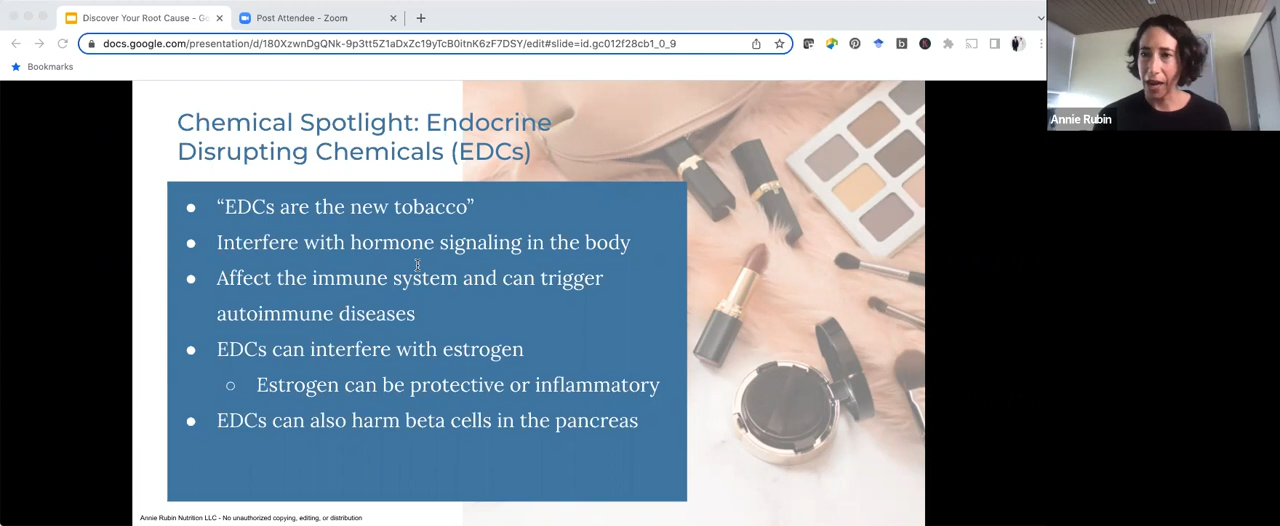 Discover Your Root Cause - Go
Post Attendee - Zoom
docs.google.com/presentation/d/180XzwnDgQNk-9p3tt5Z1aDxZc19yTcB0itnK6zF7DSY/edit#slide=id.gc012f28cb1_0_9
Bookmarks
Annie Rubin
Chemical Spotlight: Endocrine
Disrupting Chemicals (EDCs)
● “EDCs are the new tobacco”
● Interfere with hormone signaling in the body
● Affect the immune system and can trigger
autoimmune diseases
● EDCs can interfere with estrogen
○ Estrogen can be protective or inflammatory
● EDCs can also harm beta cells in the pancreas
Annie Rubin Nutrition LLC - No unauthorized copying, editing, or distribution